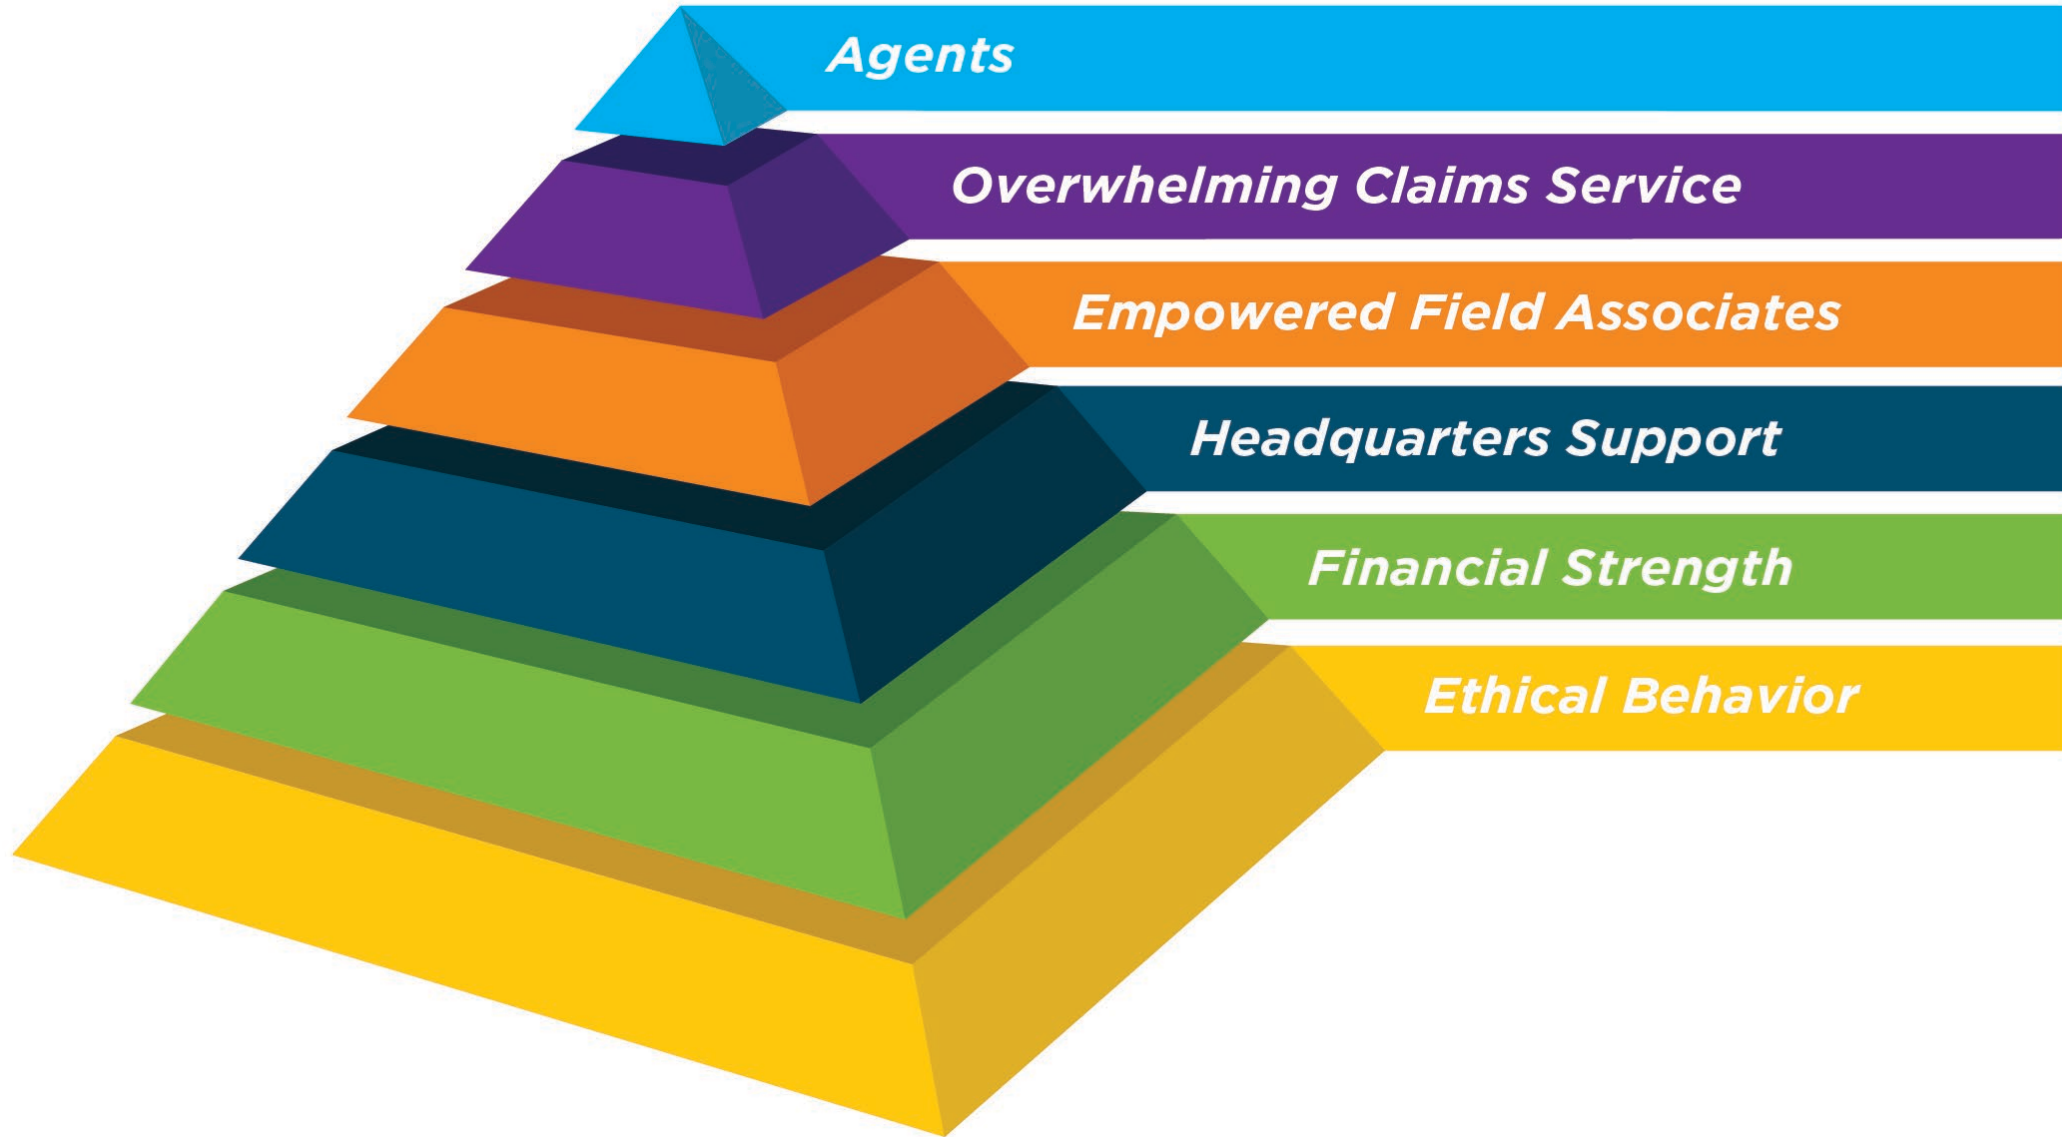 Agents
Overwhelming Claims Service
Empowered Field Associates
Headquarters Support
Financial Strength
Ethical Behavior